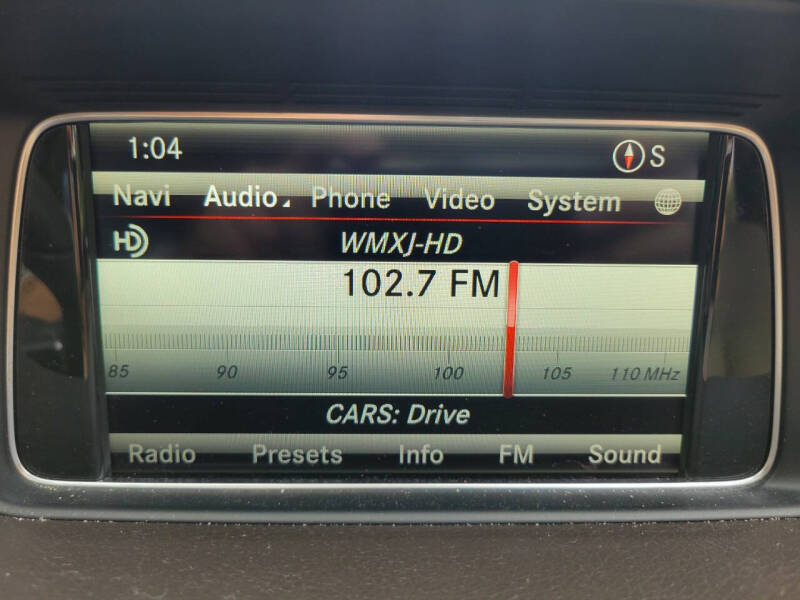 1:04 S
Navi Audio Phone Video System
HD WMXJ-HD
102.7 FM
85 90 95 100 105 110 MHz
CARS: Drive
Radio Presets Info FM Sound